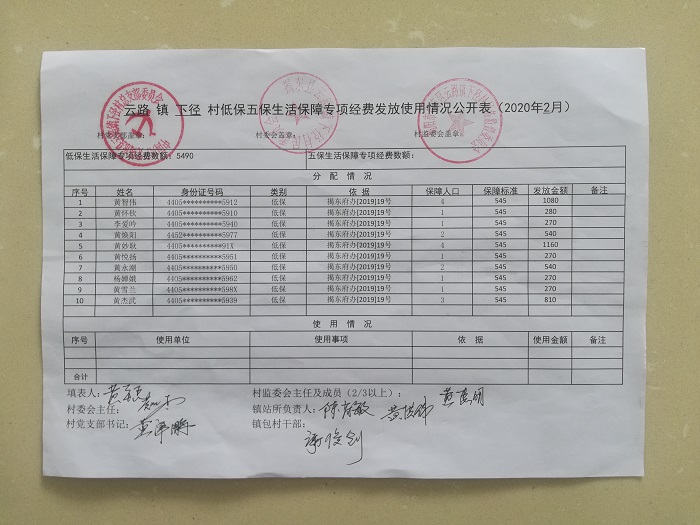 云路 镇 下径 村低保五保生活保障专项经费发放使用情况公开表（2020年2月）
村党支部盖章： 村委会盖章： 村监委会盖章：
低保生活保障专项经费数额：5490 五保生活保障专项经费数额：
分 配 情 况
序号 姓名 身份证号码 类别 依 据 保障人口 保障标准 发放金额 备注
1 黄智伟 4405**********5912 低保 揭东府办[2019]19号 4 545 1080
2 黄怀钦 4405**********5910 低保 揭东府办[2019]19号 1 545 280
3 李爱吟 4405**********5940 低保 揭东府办[2019]19号 1 545 270
4 黄焕阳 4452**********5977 低保 揭东府办[2019]19号 2 545 540
5 黄妙耿 4405**********91X 低保 揭东府办[2019]19号 4 545 1160
6 黄悦扬 4405**********5951 低保 揭东府办[2019]19号 1 545 270
7 黄永潮 4405**********5950 低保 揭东府办[2019]19号 2 545 540
8 杨婵娥 4405**********5962 低保 揭东府办[2019]19号 1 545 270
9 黄雪兰 4405**********598X 低保 揭东府办[2019]19号 1 545 270
10 黄杰武 4405**********5939 低保 揭东府办[2019]19号 3 545 810
使 用 情 况
序号 使用单位 使用事项 依 据 使用金额 备注
合计
填表人： 村监委会主任及成员（2/3以上）：
村委会主任： 镇站所负责人：
村党支部书记： 镇包村干部：